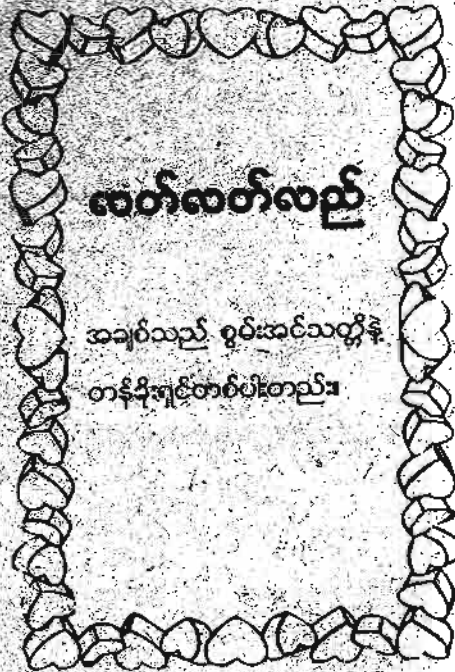 လတ်လတ်လည်
အချစ်သည် စွမ်းအင်သတ္တိနဲ့
တန်ခိုးရှင်တစ်ပါးတည်း။